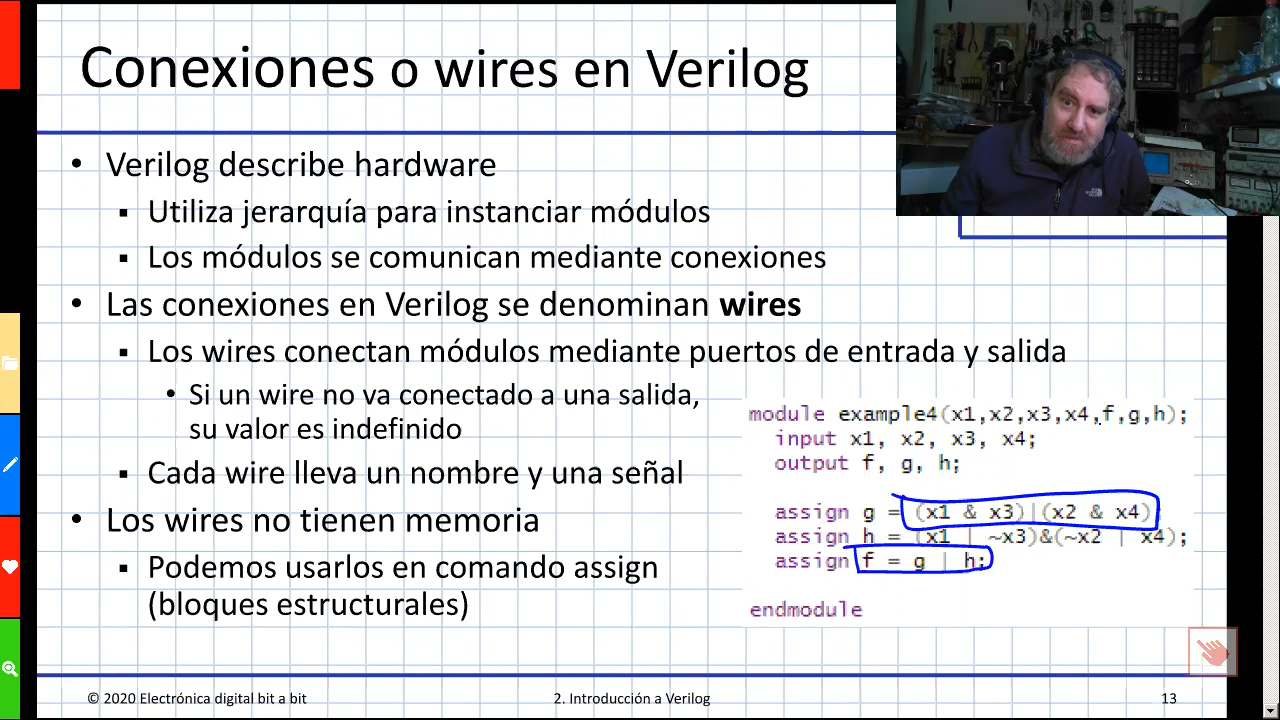 Conexiones o wires en Verilog
• Verilog describe hardware
▪ Utiliza jerarquía para instanciar módulos
▪ Los módulos se comunican mediante conexiones
• Las conexiones en Verilog se denominan wires
▪ Los wires conectan módulos mediante puertos de entrada y salida
• Si un wire no va conectado a una salida,
su valor es indefinido
▪ Cada wire lleva un nombre y una señal
• Los wires no tienen memoria
▪ Podemos usarlos en comando assign
(bloques estructurales)
module example4(x1,x2,x3,x4,f,g,h);
input x1, x2, x3, x4;
output f, g, h;
assign g = (x1 & x3)|(x2 & x4)
assign h = (x1 | ~x3)&(~x2 | x4);
assign f = g | h;
endmodule
© 2020 Electrónica digital bit a bit
2. Introducción a Verilog
13